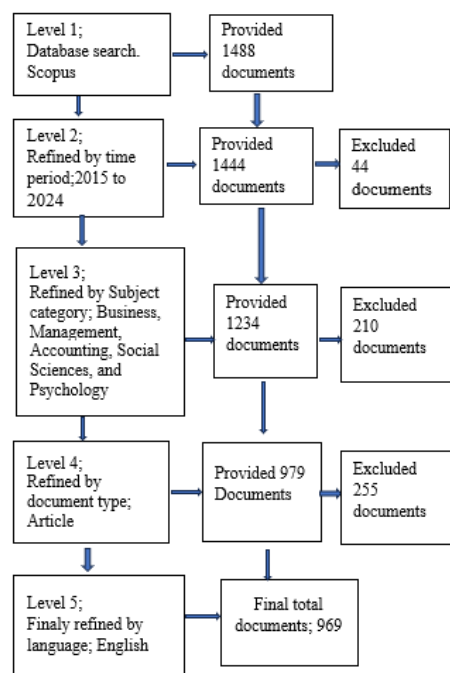 Level 1;
Database search.
Scopus
Provided
1488
documents
Level 2;
Refined by time
period;2015 to
2024
Provided
1444
documents
Excluded
44
documents
Level 3;
Refined by Subject
category; Business,
Management,
Accounting, Social
Sciences, and
Psychology
Provided
1234
documents
Excluded
210
documents
Level 4;
Refined by
document type;
Article
Provided 979
Documents
Excluded
255
documents
Level 5;
Finaly refined by
language; English
Final total
documents; 969